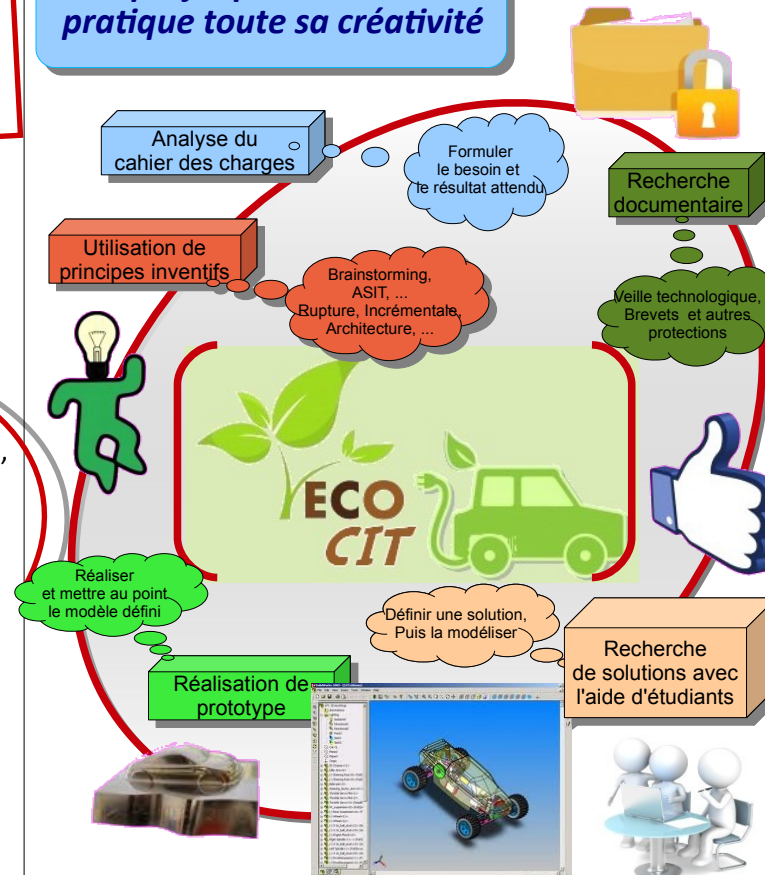 pratique toute sa créativité
Analyse du
cahier des charges
Formuler
le besoin et
le résultat attendu
Recherche
documentaire
Utilisation de
principes inventifs
Brainstorming,
ASIT, ...
Rupture, Incrémentale,
Architecture, ...
Veille technologique,
Brevets et autres
protections
ECO
CIT
Réaliser
et mettre au point
le modèle défini
Définir une solution,
Puis la modéliser
Recherche
de solutions avec
l'aide d'étudiants
Réalisation de
prototype